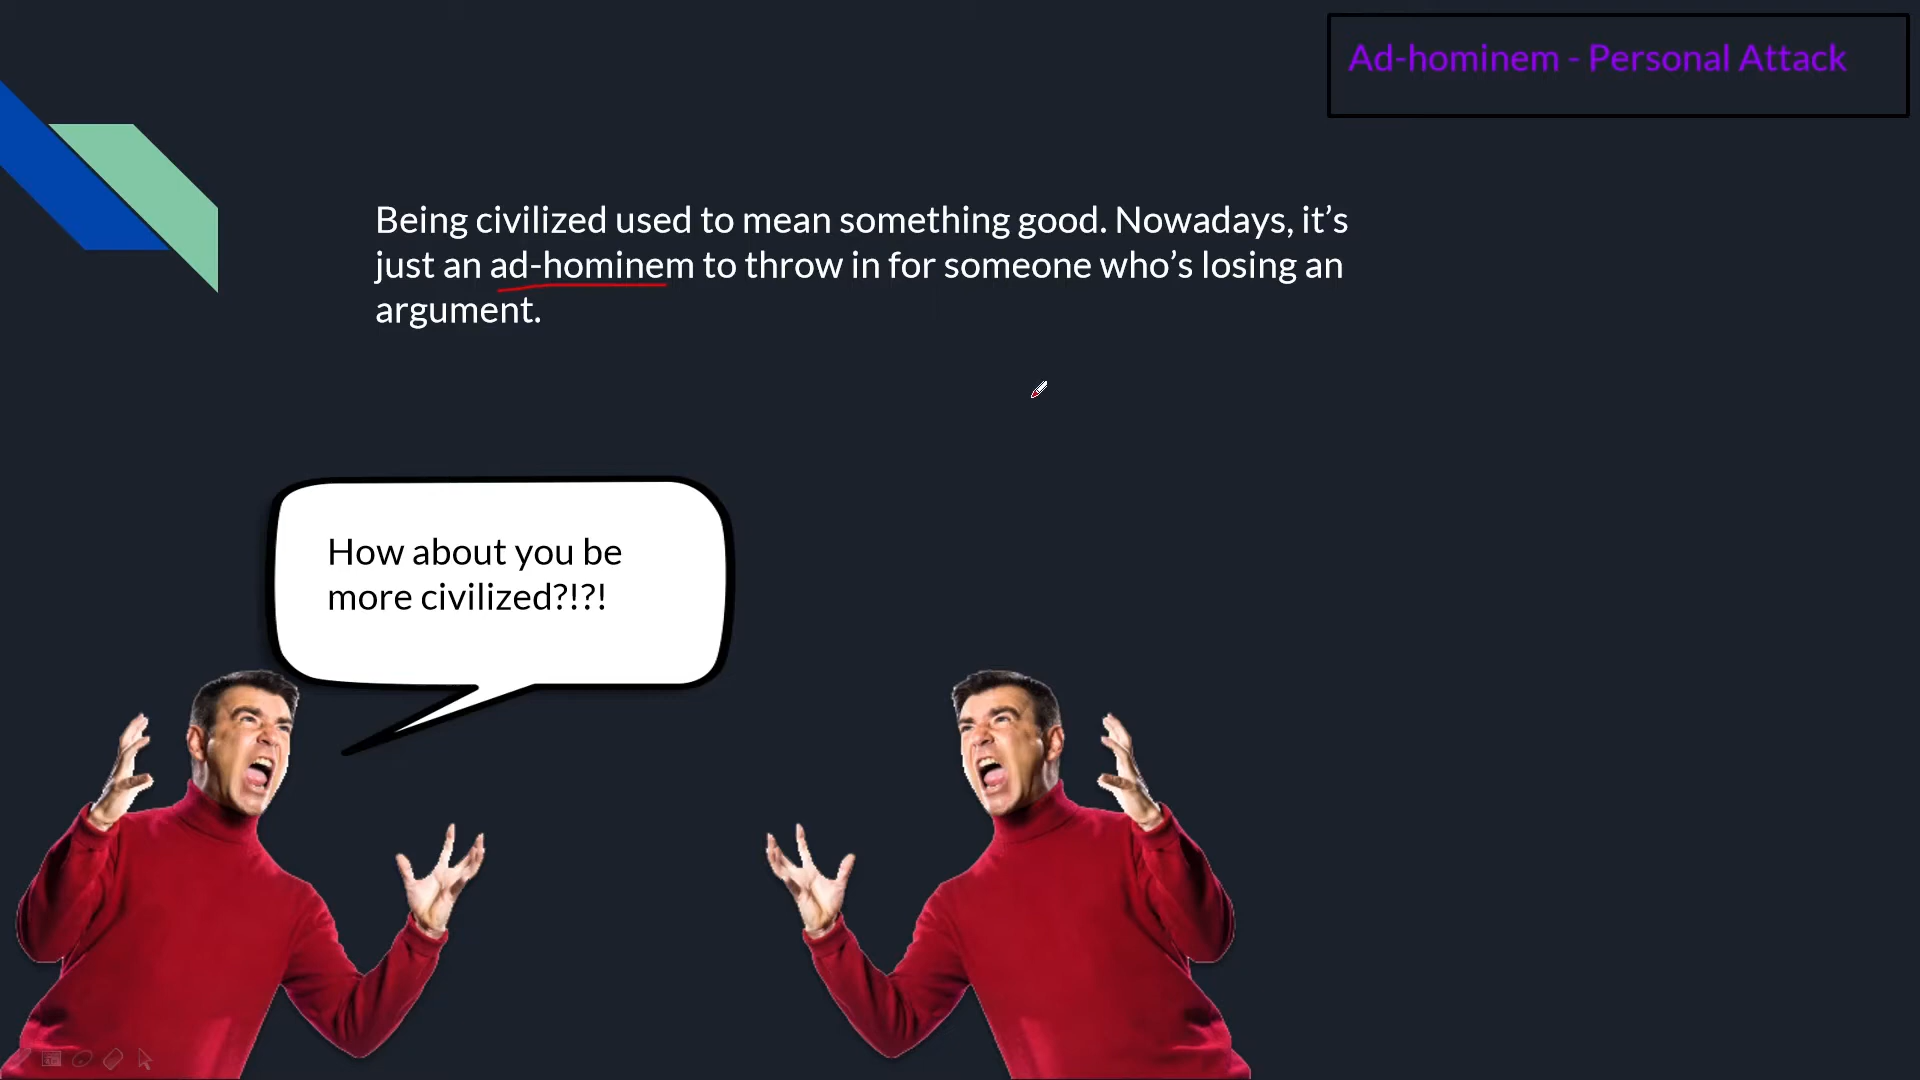 Ad-hominem - Personal Attack
Being civilized used to mean something good. Nowadays, it’s
just an ad-hominem to throw in for someone who’s losing an
argument.
How about you be
more civilized?!?!